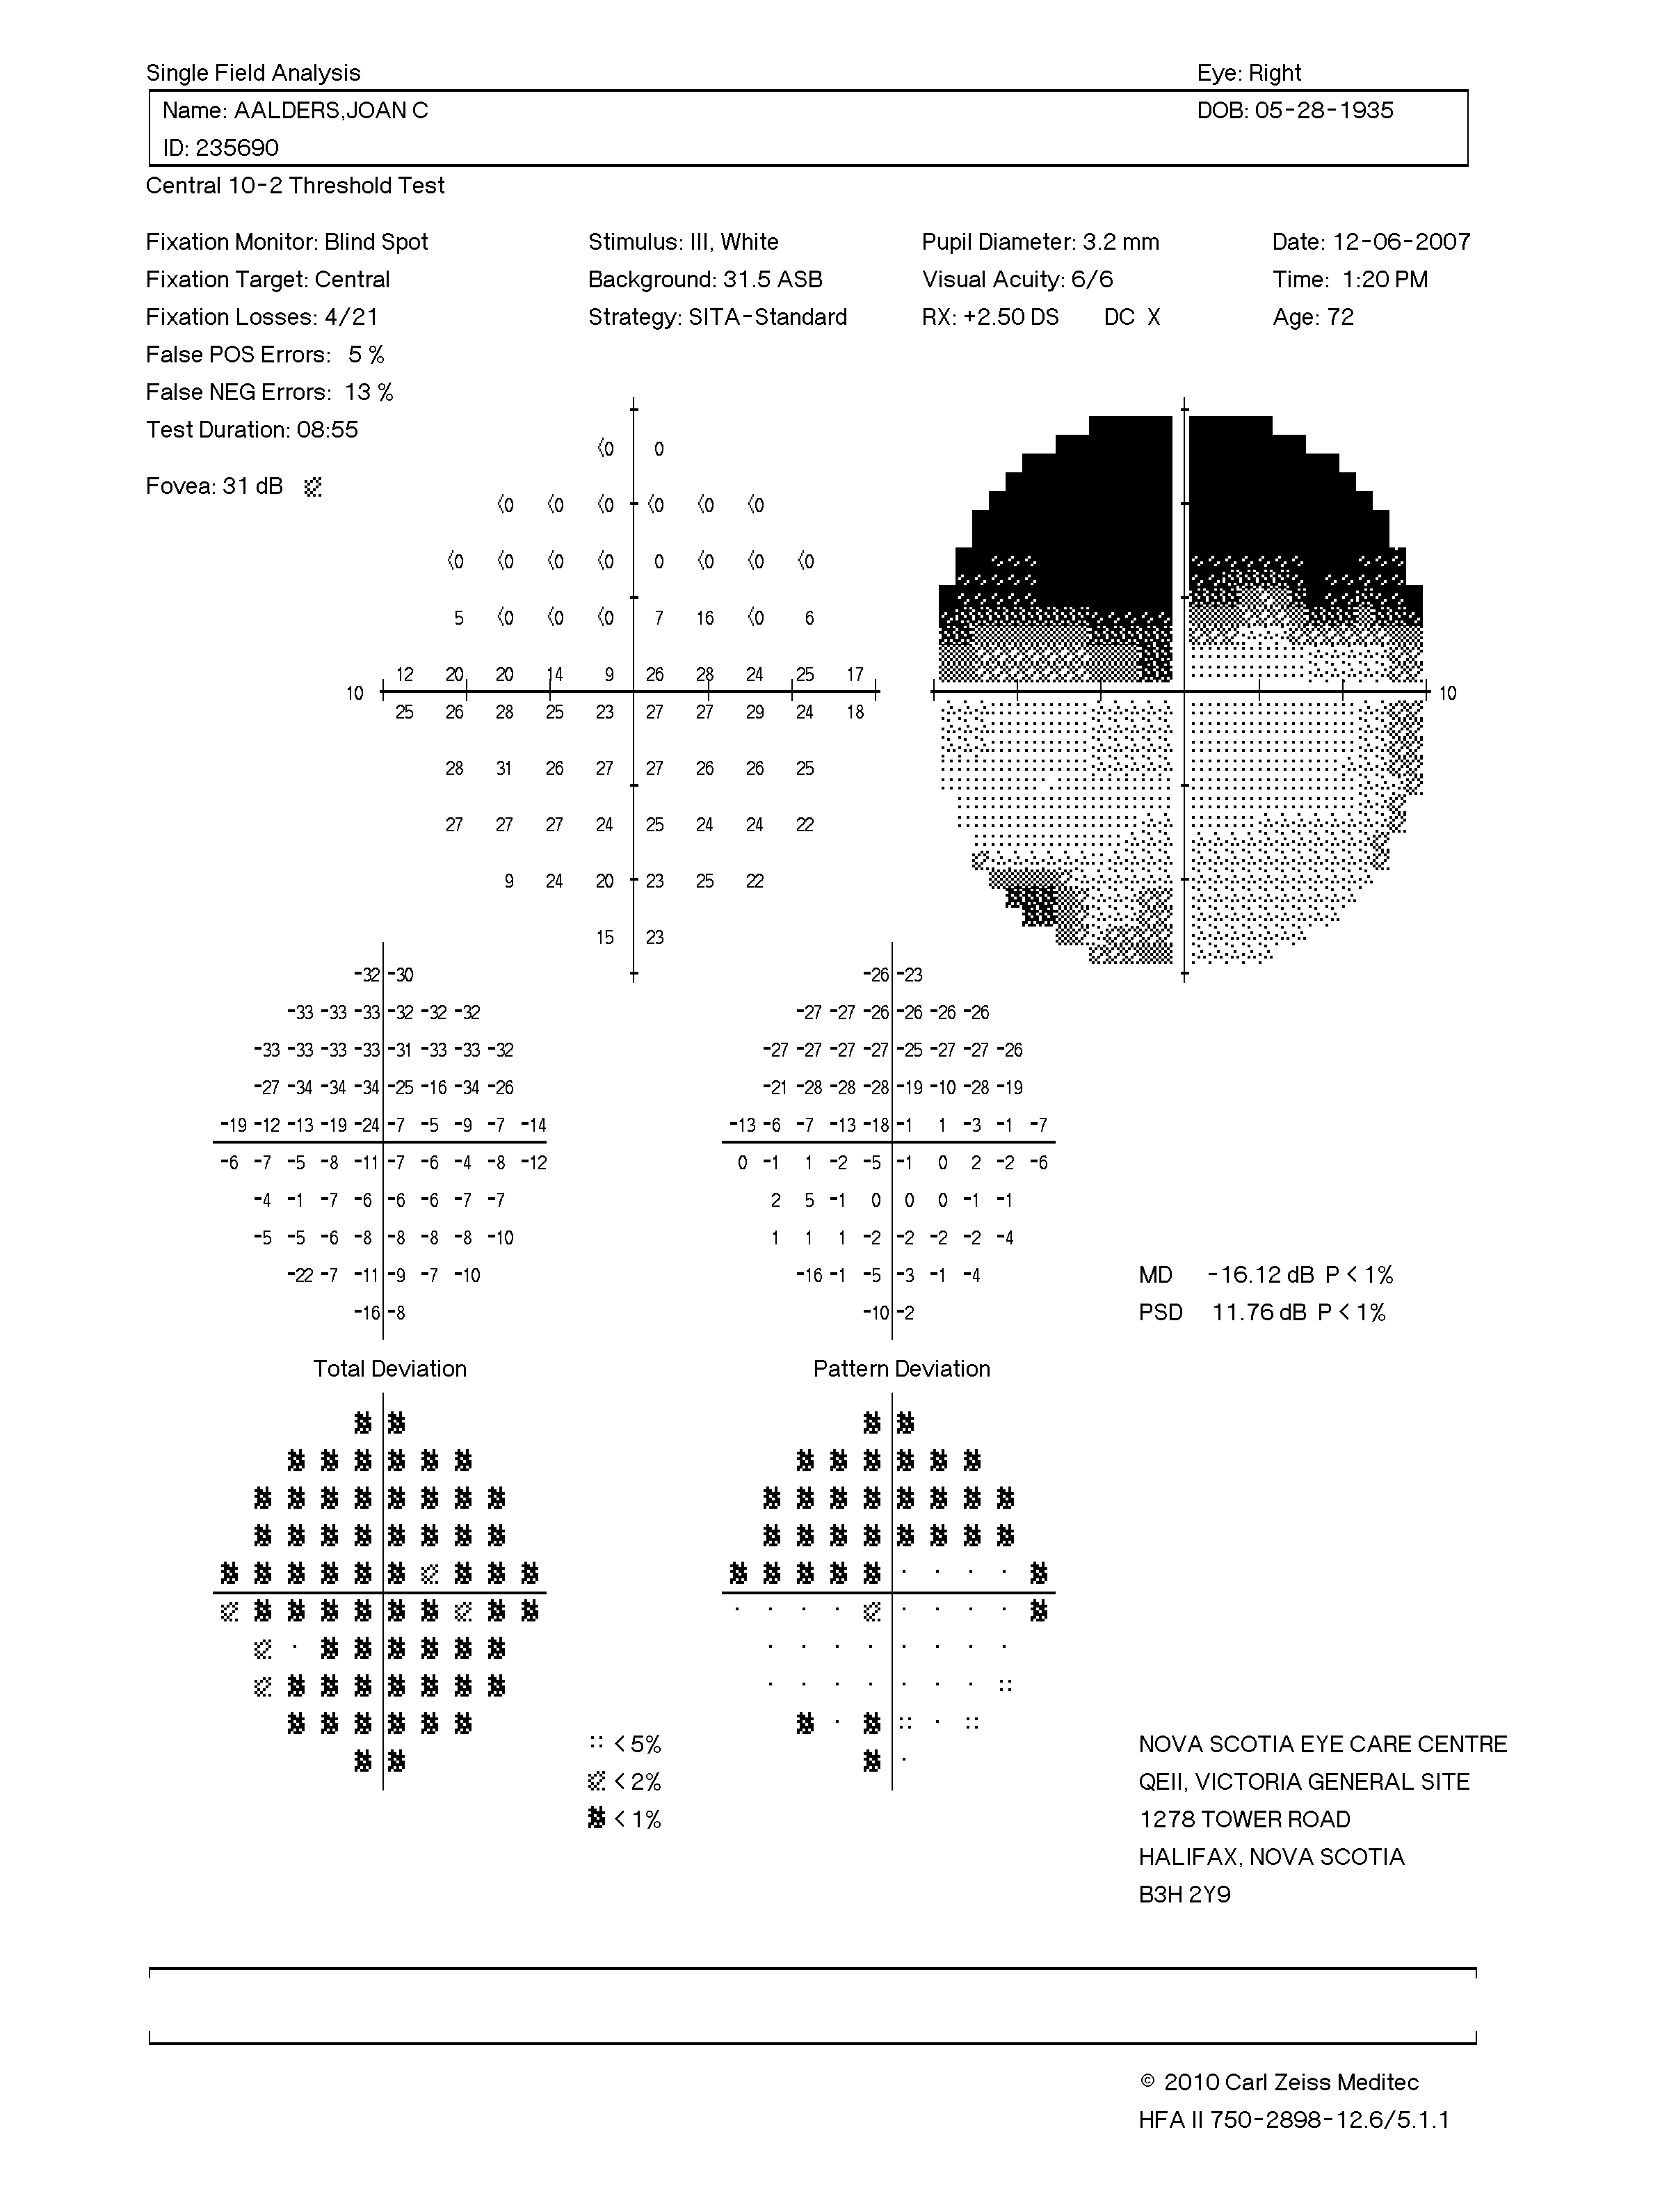 Single Field Analysis Eye: Right
Name: AALDERS,JOAN C DOB: 05-28-1935
ID: 235690
Central 10-2 Threshold Test
Fixation Monitor: Blind Spot Stimulus: III, White Pupil Diameter: 3.2 mm Date: 12-06-2007
Fixation Target: Central Background: 31.5 ASB Visual Acuity: 6/6 Time: 1:20 PM
Fixation Losses: 4/21 Strategy: SITA-Standard RX: +2.50 DS DC X Age: 72
False POS Errors: 5 %
False NEG Errors: 13 %
Test Duration: 08:55
Fovea: 31 dB
<0 0
<0 <0 <0 <0 <0 <0
<0 <0 <0 <0 0 <0 <0 <0
5 <0 <0 <0 7 16 <0 6
12 20 20 14 9 26 28 24 25 17
10 10
25 26 28 25 23 27 27 29 24 18
28 31 26 27 27 26 26 25
27 27 27 24 25 24 24 22
9 24 20 23 25 22
15 23
-32 -30 -26 -23
-33 -33 -33 -32 -32 -32 -27 -27 -26 -26 -26 -26
-33 -33 -33 -33 -31 -33 -33 -32 -27 -27 -27 -27 -25 -27 -27 -26
-27 -34 -34 -34 -25 -16 -34 -26 -21 -28 -28 -28 -19 -10 -28 -19
-19 -12 -13 -19 -24 -7 -5 -9 -7 -14 -13 -6 -7 -13 -18 -1 1 -3 -1 -7
-6 -7 -5 -8 -11 -7 -6 -4 -8 -12 0 -1 1 -2 -5 -1 0 2 -2 -6
-4 -1 -7 -6 -6 -6 -7 -7 2 5 -1 0 0 0 -1 -1
-5 -5 -6 -8 -8 -8 -8 -10 1 1 1 -2 -2 -2 -2 -4
-22 -7 -11 -9 -7 -10 -16 -1 -5 -3 -1 -4 MD -16.12 dB P < 1%
-16 -8 -10 -2 PSD 11.76 dB P < 1%
Total Deviation Pattern Deviation
< 5% NOVA SCOTIA EYE CARE CENTRE
< 2% QEII, VICTORIA GENERAL SITE
< 1% 1278 TOWER ROAD
HALIFAX, NOVA SCOTIA
B3H 2Y9
© 2010 Carl Zeiss Meditec
HFA II 750-2898-12.6/5.1.1